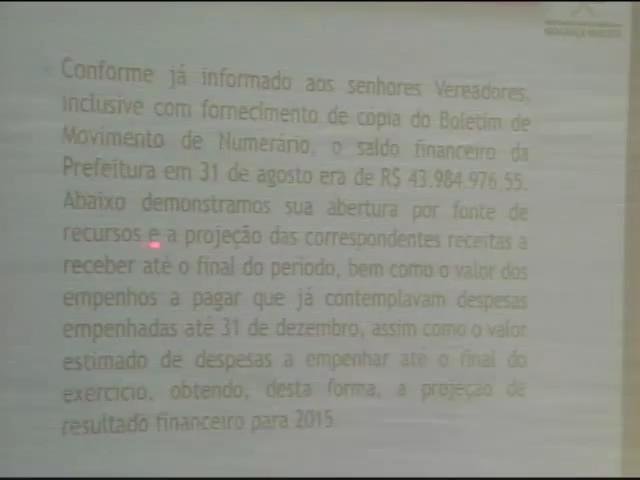 Conforme já informado aos senhores Vereadores,
inclusive com fornecimento de cópia do Boletim de
Movimento de Numerário, o saldo financeiro da
Prefeitura em 31 de agosto era de R$ 43.984.976,55.
Abaixo demonstramos sua abertura por fonte de
recursos e a projeção das correspondentes receitas a
receber até o final do período, bem como o valor dos
empenhos a pagar que já contemplavam despesas
empenhadas até 31 de dezembro, assim como o valor
estimado de despesas a empenhar até o final do
exercício, obtendo, desta forma, a projeção de
resultado financeiro para 2015.